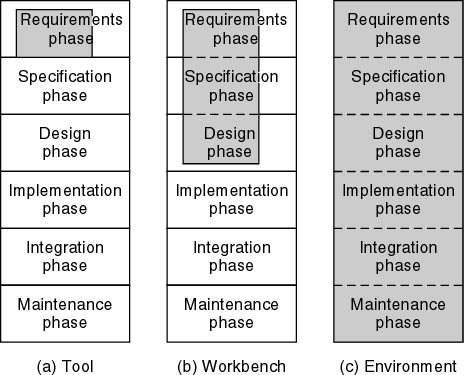 Requirements
phase
Specification
phase
Design
phase
Implementation
phase
Integration
phase
Maintenance
phase
(a) Tool
Requirements
phase
Specification
phase
Design
phase
Implementation
phase
Integration
phase
Maintenance
phase
(b) Workbench
Requirements
phase
Specification
phase
Design
phase
Implementation
phase
Integration
phase
Maintenance
phase
(c) Environment